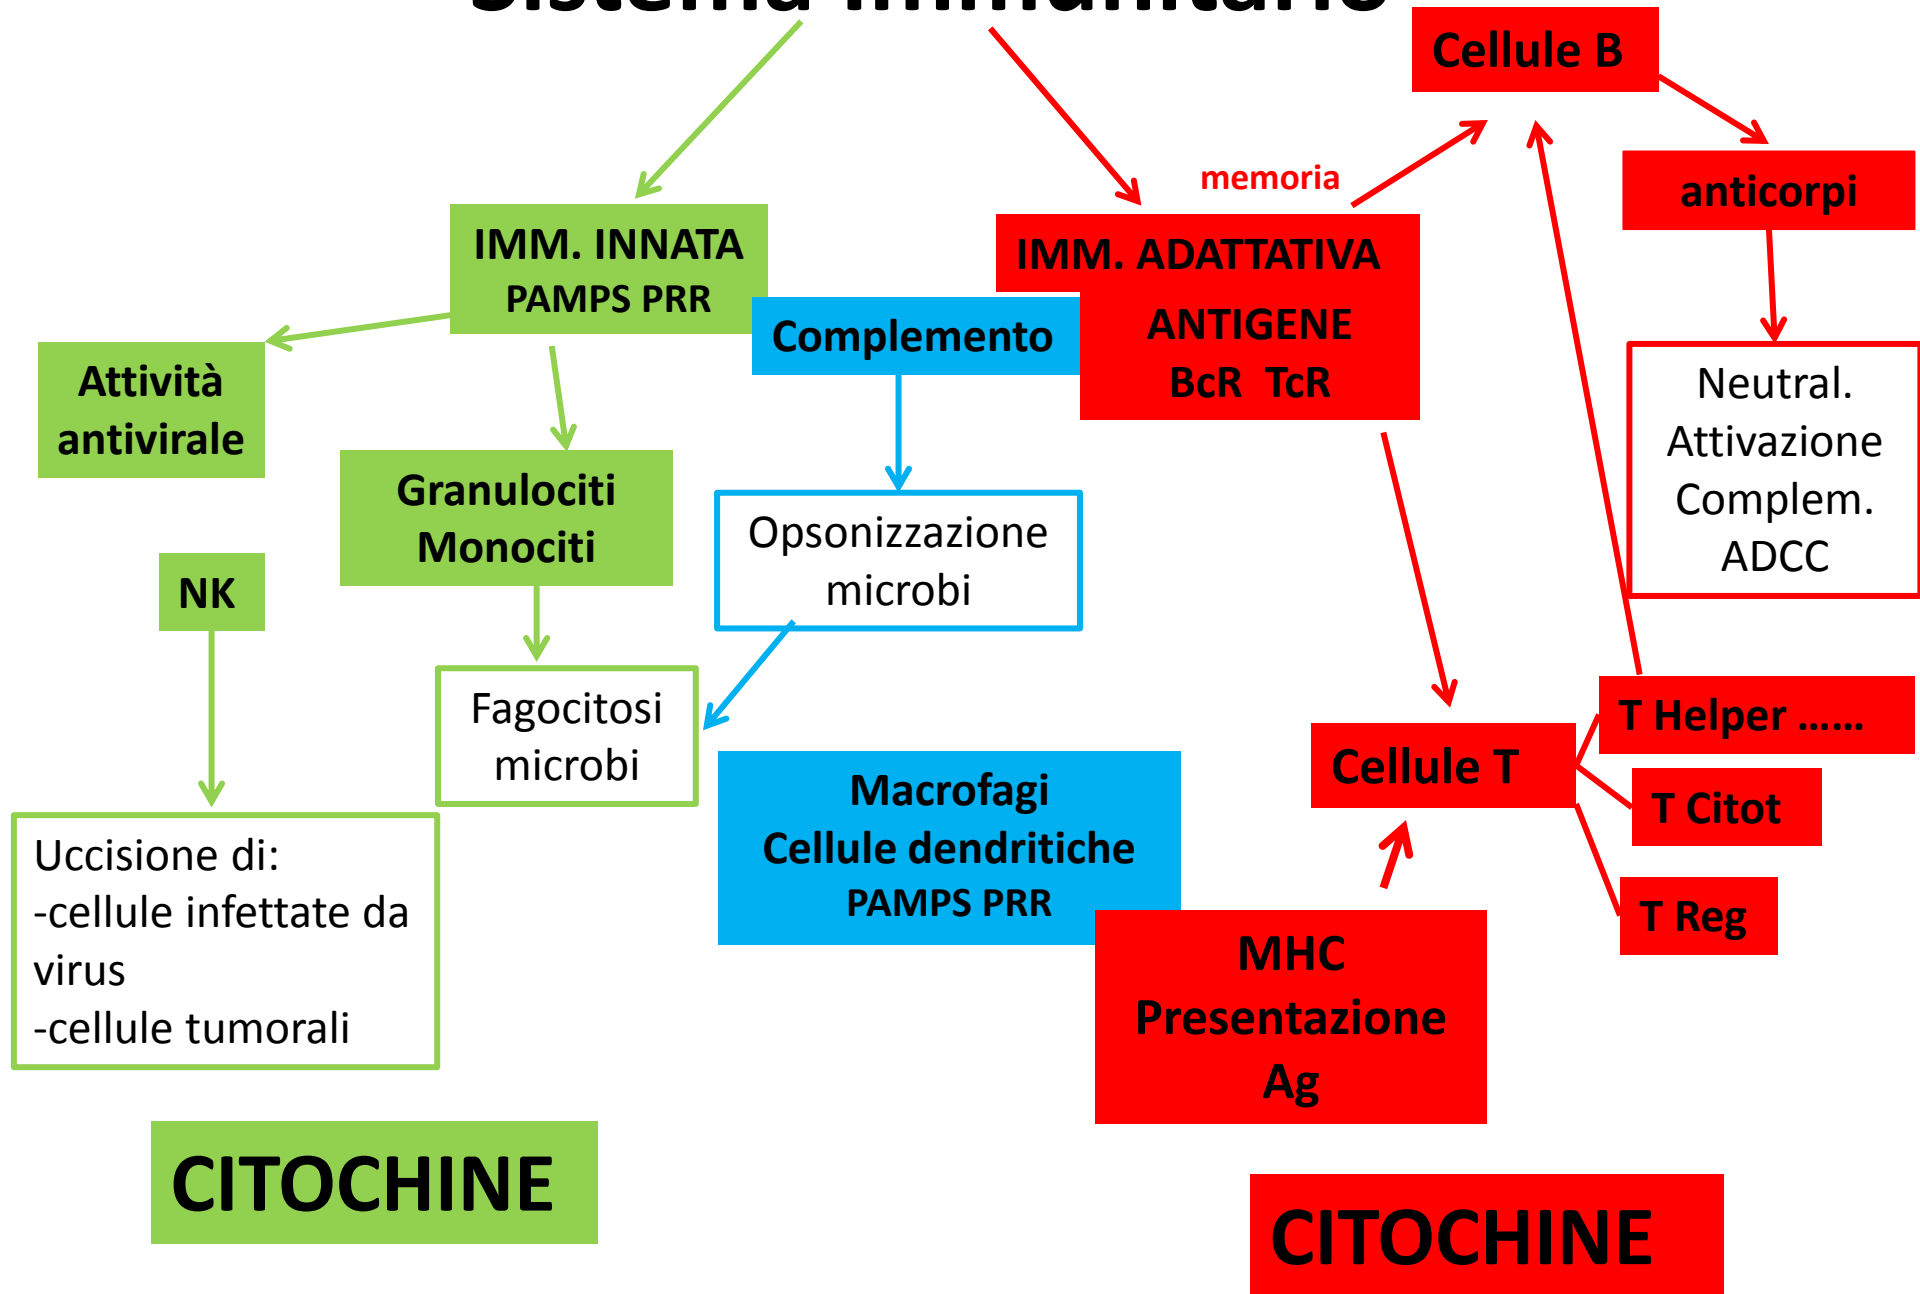 Sistema immunitario
Cellule B
memoria
anticorpi
IMM. INNATA
PAMPS PRR
IMM. ADATTATIVA
ANTIGENE
BcR TcR
Complemento
Attività
antivirale
Neutral.
Attivazione
Complem.
ADCC
Granulociti
Monociti
Opsonizzazione
microbi
NK
Fagocitosi
microbi
T Helper ......
Cellule T
T Citot
T Reg
Macrofagi
Cellule dendritiche
PAMPS PRR
Uccisione di:
-cellule infettate da
virus
-cellule tumorali
MHC
Presentazione
Ag
CITOCHINE
CITOCHINE